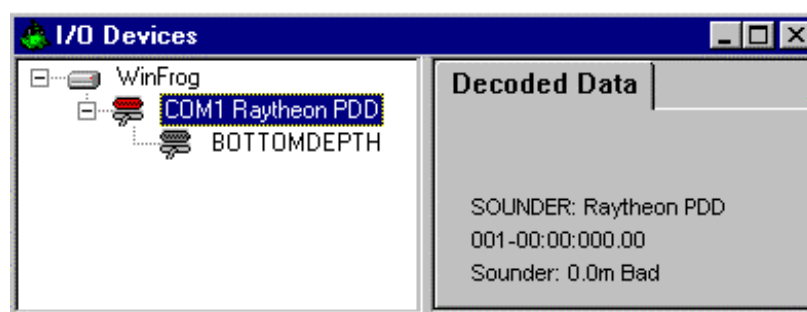 I/O Devices
WinFrog
COM1 Raytheon PDD
BOTTOMDEPTH
Decoded Data
SOUNDER: Raytheon PDD
001-00:00:000.00
Sounder: 0.0m Bad